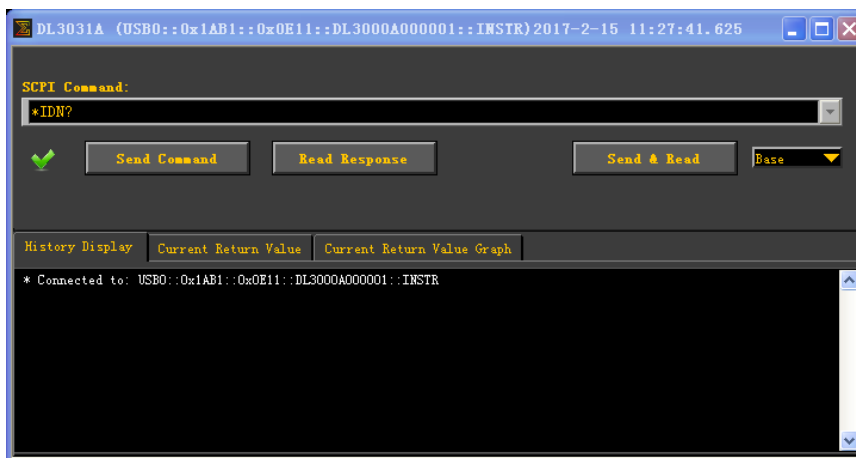 DL3031A (USB0::0x1AB1::0x0E11::DL3000A000001::INSTR)2017-2-15 11:27:41.625
SCPI Command:
*IDN?
Send Command Read Response Send & Read Base
History Display Current Return Value Current Return Value Graph
* Connected to: USB0::0x1AB1::0x0E11::DL3000A000001::INSTR